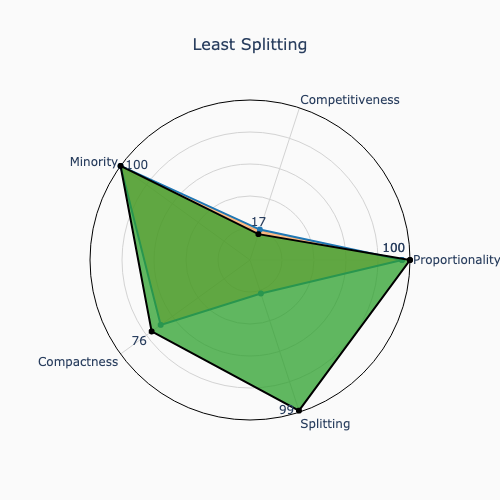 Least Splitting
Competitiveness
Minority
100
17
100
Proportionality
76
Compactness
99
Splitting